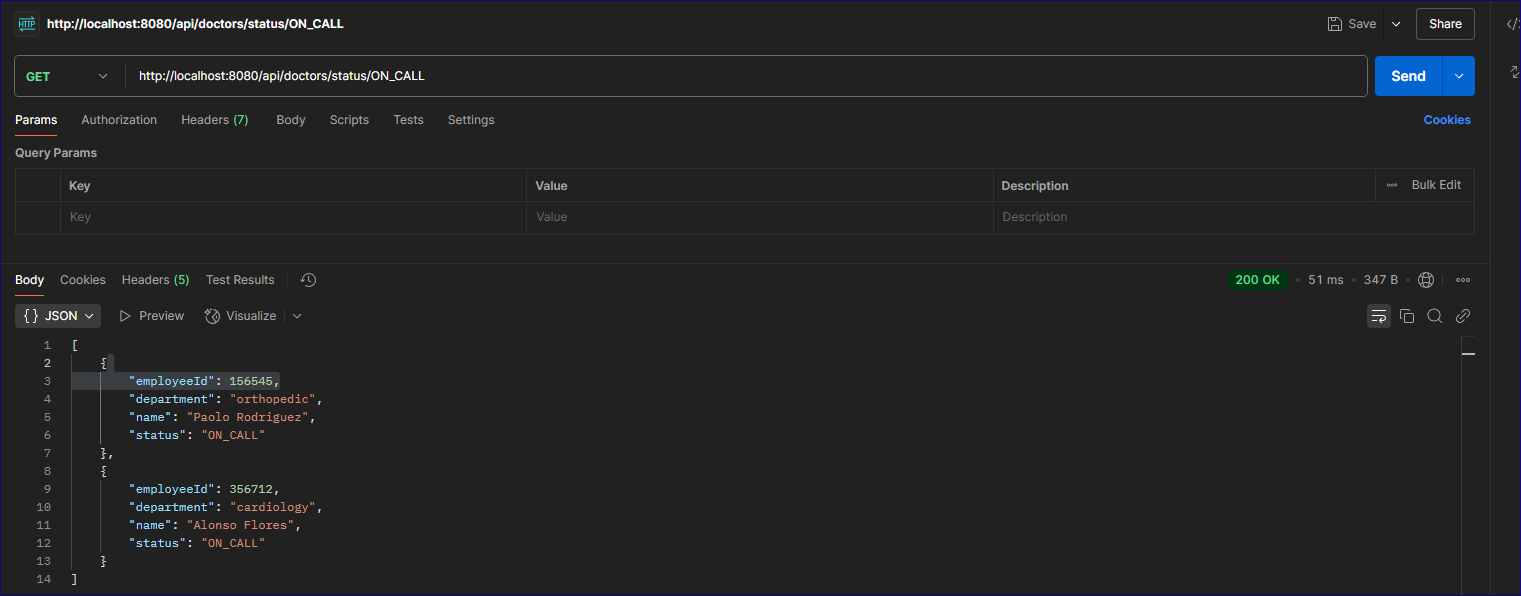 HTTP http://localhost:8080/api/doctors/status/ON_CALL Save Share
GET http://localhost:8080/api/doctors/status/ON_CALL Send
Params Authorization Headers (7) Body Scripts Tests Settings Cookies
Query Params
Key Value Description Bulk Edit
Key Value Description
Body Cookies Headers (5) Test Results 200 OK • 51 ms • 347 B •
{} JSON Preview Visualize
1 [
2 {
3 "employeeId": 156545,
4 "department": "orthopedic",
5 "name": "Paolo Rodriguez",
6 "status": "ON_CALL"
7 },
8 {
9 "employeeId": 356712,
10 "department": "cardiology",
11 "name": "Alonso Flores",
12 "status": "ON_CALL"
13 }
14 ]